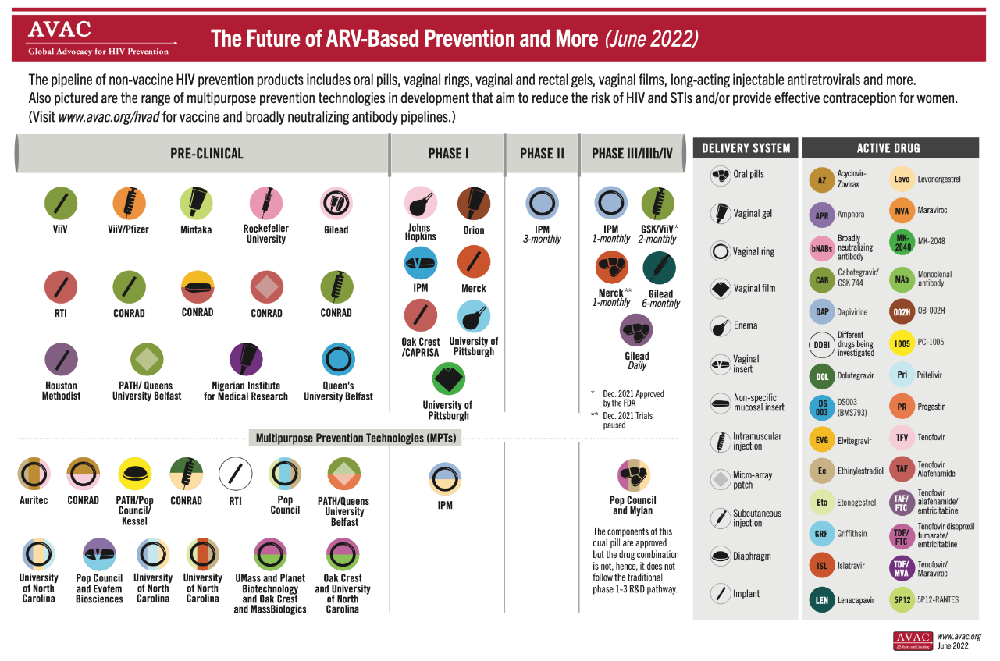 AVAC
Global Advocacy for HIV Prevention
The Future of ARV-Based Prevention and More (June 2022)
The pipeline of non-vaccine HIV prevention products includes oral pills, vaginal rings, vaginal and rectal gels, vaginal films, long-acting injectable antiretrovirals and more.
Also pictured are the range of multipurpose prevention technologies in development that aim to reduce the risk of HIV and STIs and/or provide effective contraception for women.
(Visit www.avac.org/hvad for vaccine and broadly neutralizing antibody pipelines.)
PRE-CLINICAL
ViiV
ViiV/Pfizer
Mintaka
Rockefeller
University
Gilead
RTI
CONRAD
CONRAD
CONRAD
CONRAD
Houston
Methodist
PATH/ Queens
University Belfast
Nigerian Institute
for Medical Research
Queen's
University Belfast
PHASE I
Johns
Hopkins
Orion
IPM
Merck
Oak Crest
/CAPRISA
University of
Pittsburgh
University of
Pittsburgh
PHASE II
IPM
3-monthly
PHASE III/IIIb/IV
IPM
1-monthly
GSK/ViiV*
2-monthly
Merck**
1-monthly
Gilead
6-monthly
Gilead
Daily
* Dec. 2021 Approved
by the FDA
** Dec. 2021 Trials
paused
Multipurpose Prevention Technologies (MPTs)
Auritec
CONRAD
PATH/Pop
Council/
Kessel
CONRAD
RTI
Pop
Council
PATH/Queens
University
Belfast
University
of North
Carolina
Pop Council
and Evofem
Biosciences
University
of North
Carolina
University
of North
Carolina
UMass and Planet
Biotechnology
and Oak Crest
and MassBiologics
Oak Crest
and University
of North
Carolina
IPM
Pop Council
and Mylan
The components of this
dual pill are approved
but the drug combination
is not, hence, it does not
follow the traditional
phase 1-3 R&D pathway.
DELIVERY SYSTEM
Oral pills
Vaginal gel
Vaginal ring
Vaginal film
Enema
Vaginal
insert
Non-specific
mucosal insert
Intramuscular
injection
Micro-array
patch
Subcutaneous
injection
Diaphragm
Implant
ACTIVE DRUG
AZ
Acyclovir-
Zovirax
APR
Amphora
bNABs
Broadly
neutralizing
antibody
CAB
Cabotegravir/
GSK 744
DAP
Dapivirine
DDBI
Different
drugs being
investigated
DOL
Dolutegravir
DS
003
DS003
(BMS793)
EVG
Elvitegravir
Ee
Ethinylestradiol
Eto
Etonogestrel
GRF
Griffithsin
ISL
Islatravir
LEN
Lenacapavir
Levo
Levonorgestrel
MVA
Maraviroc
MK-
2048
MK-2048
MAb
Monoclonal
antibody
002H
OB-002H
1005
PC-1005
Pri
Pritelivir
PR
Progestin
TFV
Tenofovir
TAF
Tenofovir
Alafenamide
TAF/
FTC
Tenofovir
alafenamide/
emtricitabine
TDF/
FTC
Tenofovir disoproxil
fumarate/
emtricitabine
TDF/
MVA
Tenofovir/
Maraviroc
5P12
5P12-RANTES
AVAC
25 Years and Counting
www.avac.org
June 2022